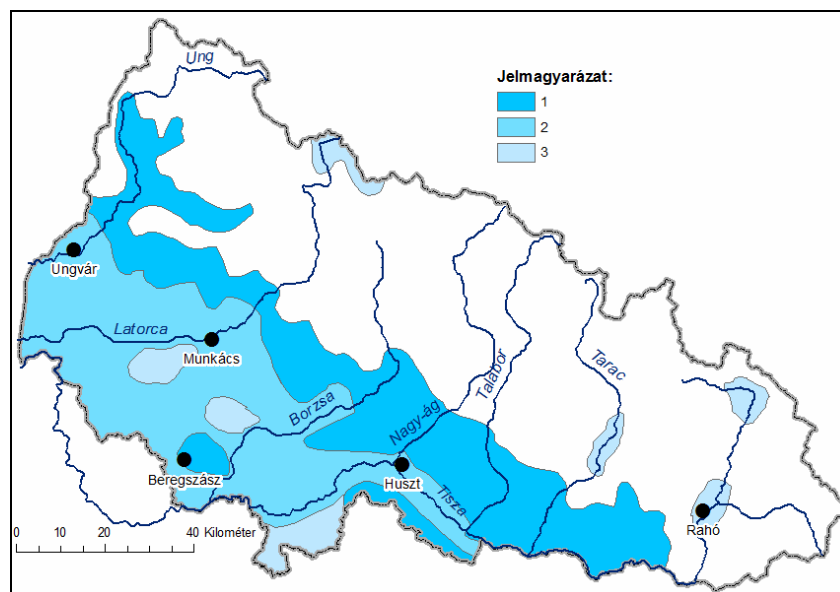 Ung
Jelmagyarázat:
1
2
3
Ungvár
Latorca
Munkács
Borzsa
Nagy-ág
Talabor
Tarac
Beregszász
Huszt
Tisza
Rahó
0 10 20 40 Kilométer